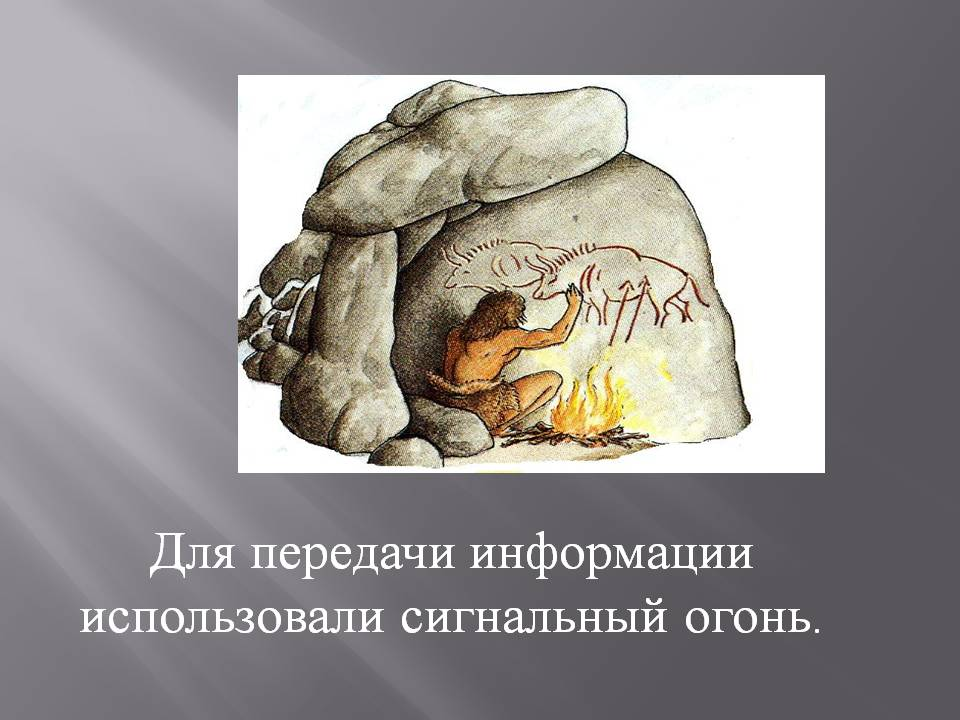 Для передачи информации
использовали сигнальный огонь.